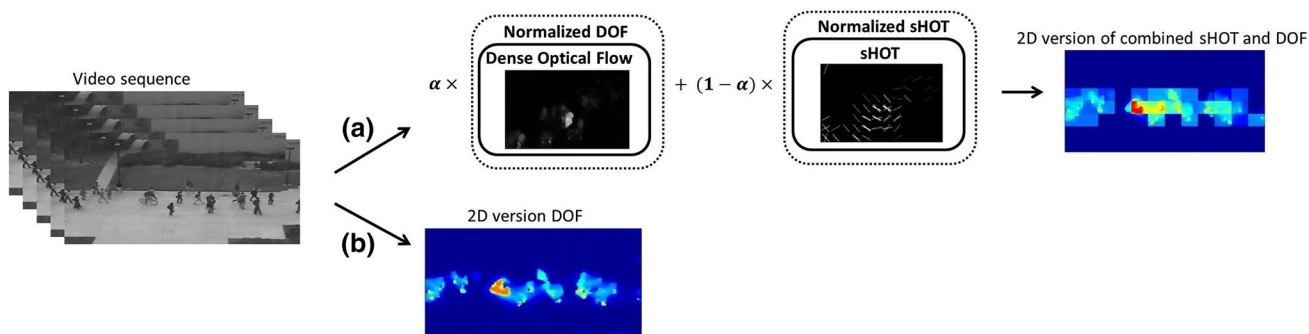 Video sequence
(a)
α ×
Normalized DOF
Dense Optical Flow
+ (1 − α) ×
Normalized sHOT
sHOT
2D version of combined sHOT and DOF
(b)
2D version DOF